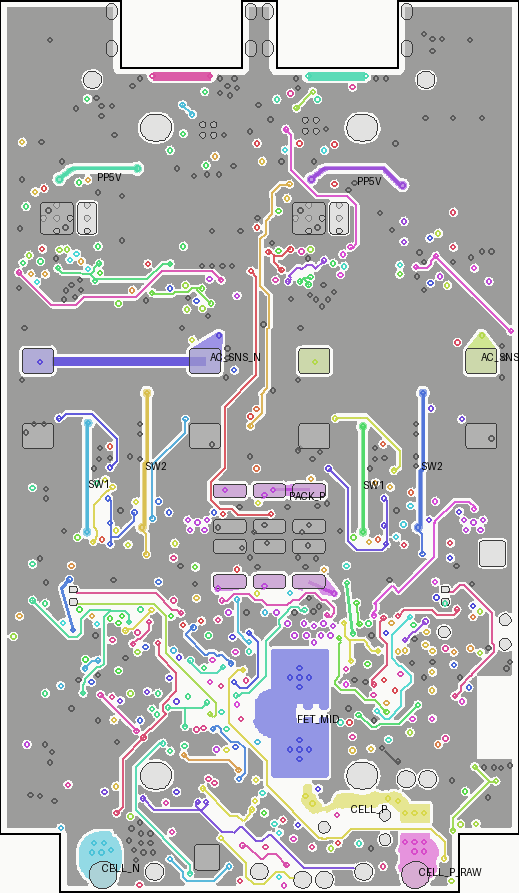 PP5V
PP5V
AC_SNS_N
AC_SNS
SW2
SW2
SW1
SW1
PACK_P
FET_MID
CELL_P
CELL_N
CELL_P_RAW